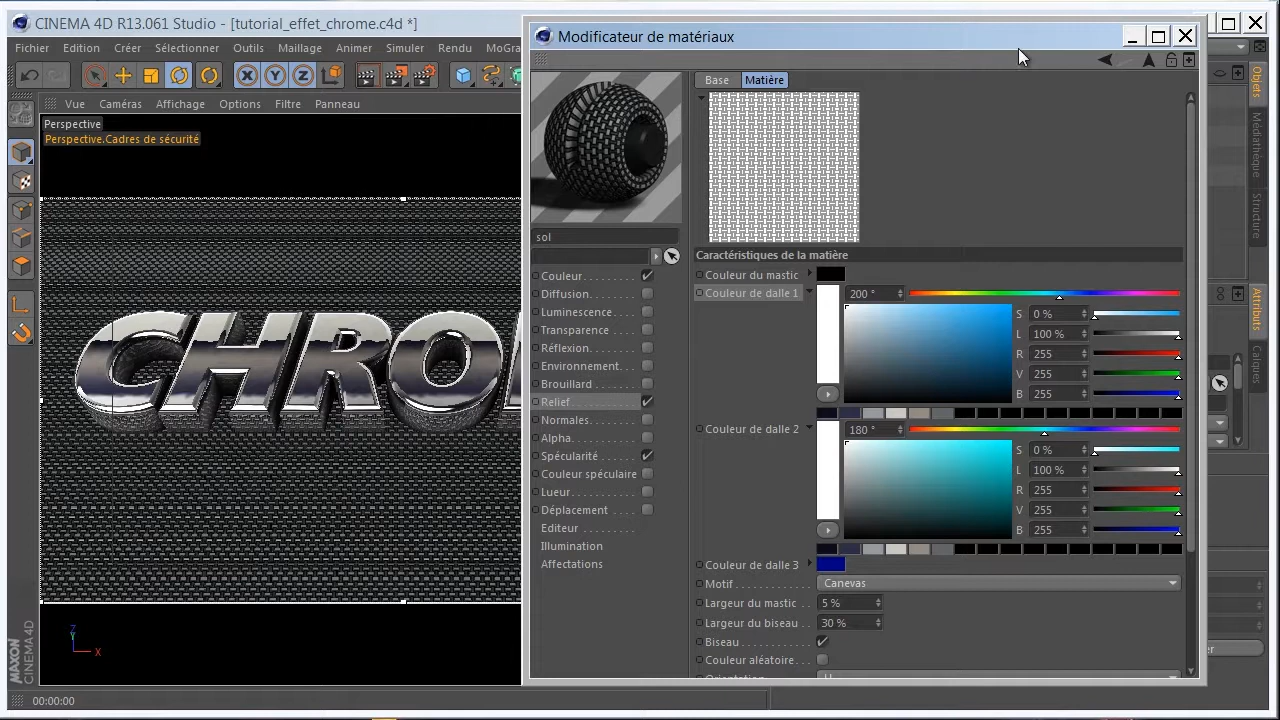 CINEMA 4D R13.061 Studio - [tutorial_effet_chrome.c4d *]
Fichier Edition Créer Sélectionner Outils Maillage Animer Simuler Rendu MoGra
X Y Z
Vue Caméras Affichage Options Filtre Panneau
Perspective
Perspective.Cadres de sécurité
CHRO
Z
Y
X
MAXON
CINEMA 4D
00:00:00
Modificateur de matériaux
Base Matière
sol
Couleur
Diffusion
Luminescence
Transparence
Réflexion
Environnement
Brouillard
Relief
Normales
Alpha
Spécularité
Couleur spéculaire
Lueur
Déplacement
Editeur
Illumination
Affectations
Caractéristiques de la matière
Couleur du mastic
Couleur de dalle 1 200 °
S 0 %
L 100 %
R 255
V 255
B 255
Couleur de dalle 2 180 °
S 0 %
L 100 %
R 255
V 255
B 255
Couleur de dalle 3
Motif Canevas
Largeur du mastic 5 %
Largeur du biseau 30 %
Biseau
Couleur aléatoire
Objets
Médiathèque
Structure
Attributs
Calques